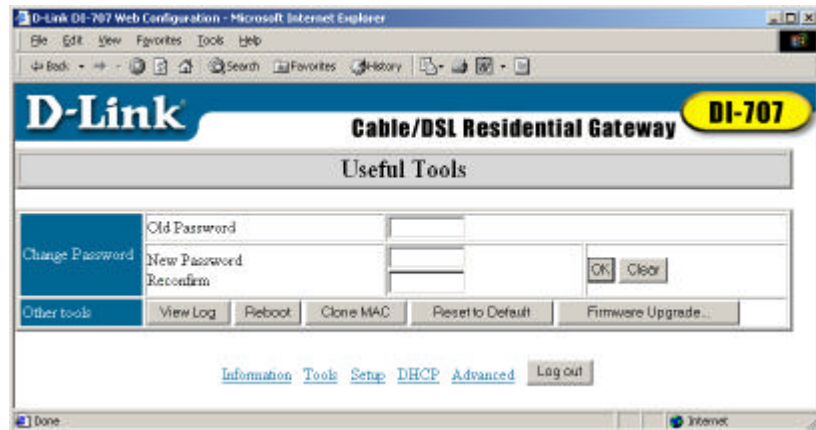 D-Link DI-707 Web Configuration - Microsoft Internet Explorer
File Edit View Favorites Tools Help
Back Search Favorites History
D-Link
DI-707
Cable/DSL Residential Gateway
Useful Tools
Change Password
Old Password
New Password
Reconfirm
OK Clear
Other tools View Log Reboot Clone MAC Reset to Default Firmware Upgrade...
Information Tools Setup DHCP Advanced Log out
Done Internet